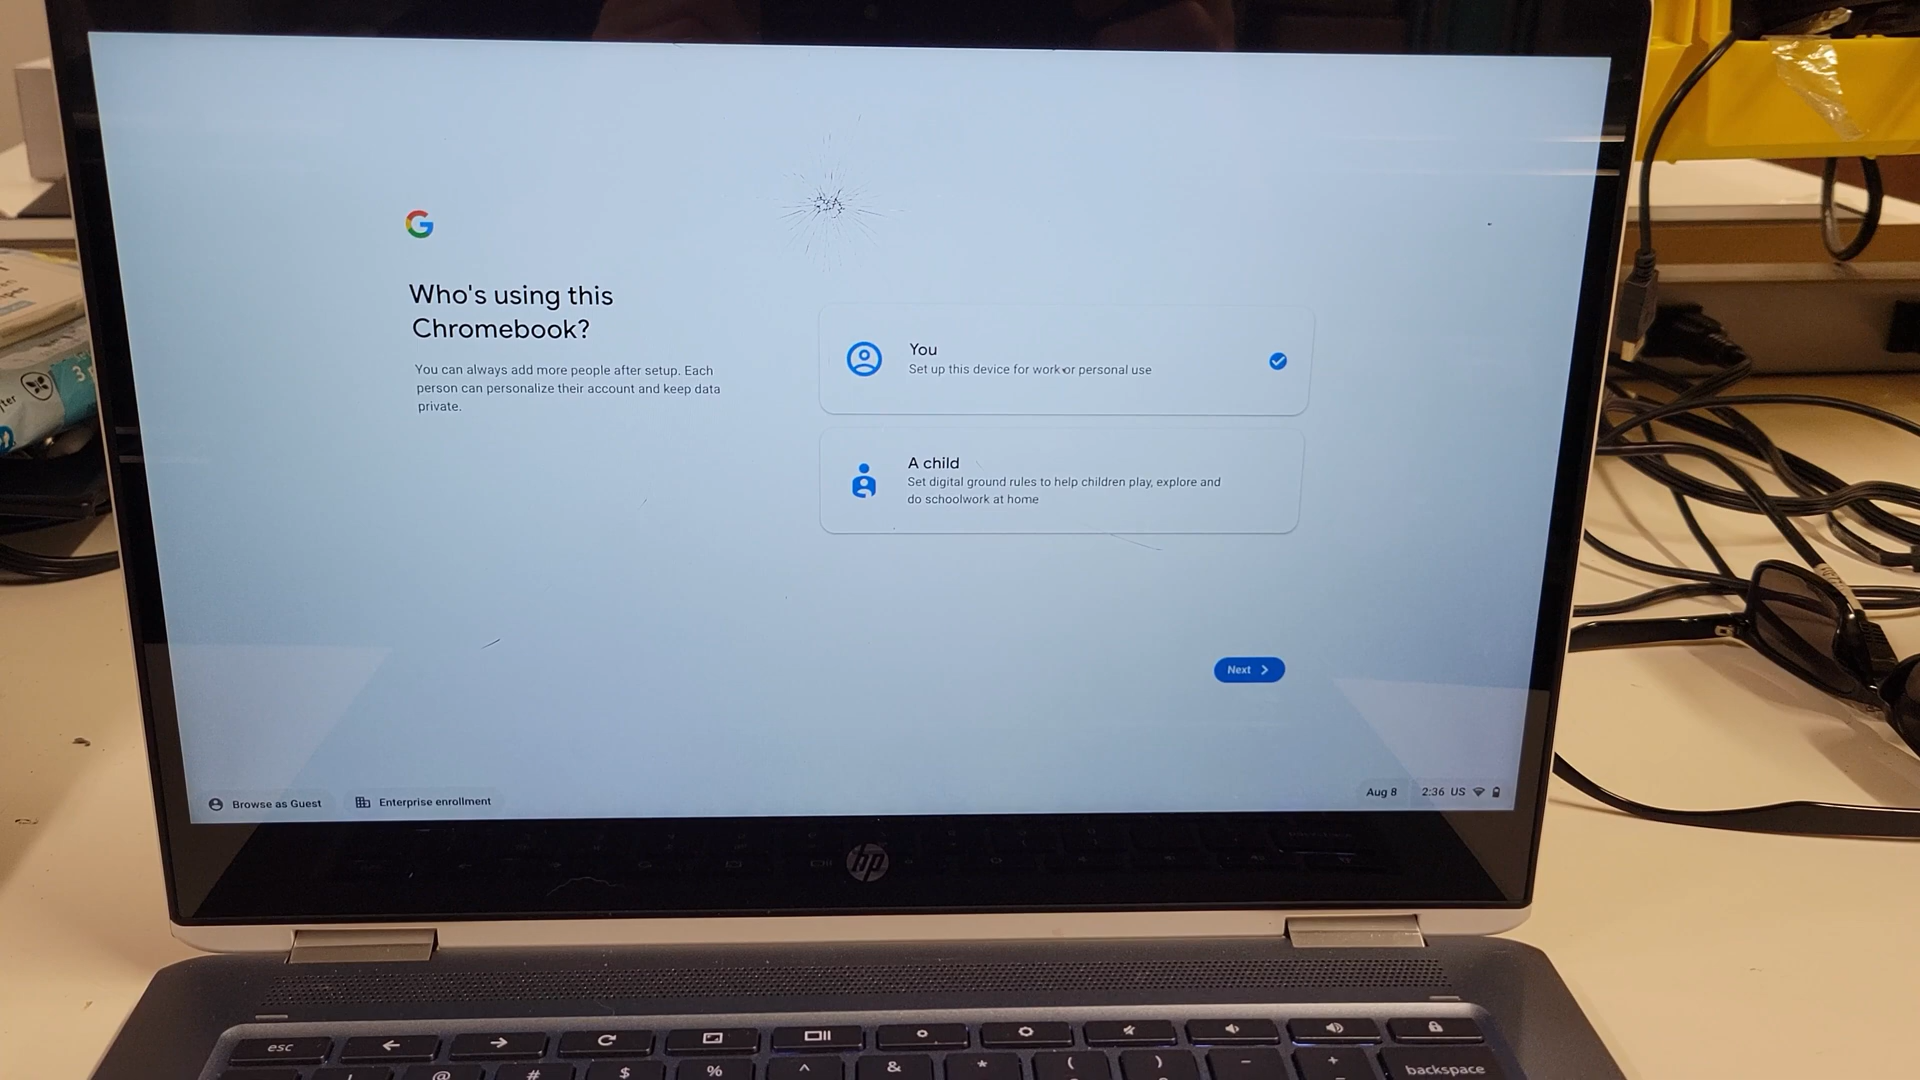 Who's using this
Chromebook?
You can always add more people after setup. Each
person can personalize their account and keep data
private.
You
Set up this device for work or personal use
A child
Set digital ground rules to help children play, explore and
do schoolwork at home
Next
Browse as Guest
Enterprise enrollment
Aug 8
2:36 US
hp
esc
@ # $ % ^ & * ( ) - +
backspace